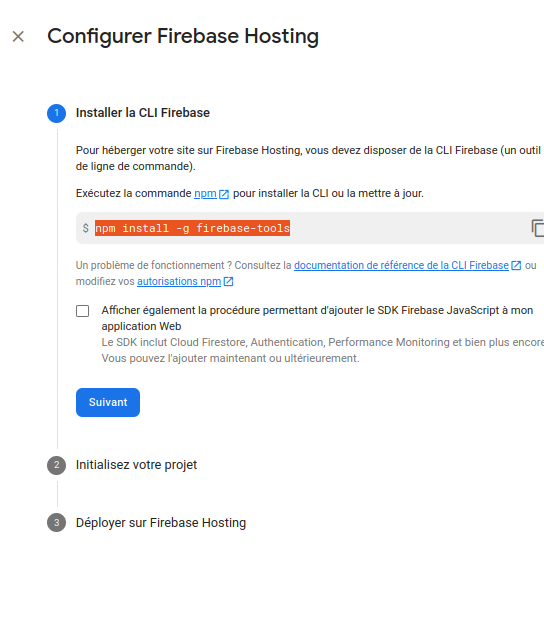 Configurer Firebase Hosting
1
Installer la CLI Firebase
Pour héberger votre site sur Firebase Hosting, vous devez disposer de la CLI Firebase (un outil
de ligne de commande).
Exécutez la commande npm pour installer la CLI ou la mettre à jour.
$ npm install -g firebase-tools
Un problème de fonctionnement ? Consultez la documentation de référence de la CLI Firebase ou
modifiez vos autorisations npm
Afficher également la procédure permettant d'ajouter le SDK Firebase JavaScript à mon
application Web
Le SDK inclut Cloud Firestore, Authentication, Performance Monitoring et bien plus encore
Vous pouvez l'ajouter maintenant ou ultérieurement.
Suivant
2
Initialisez votre projet
3
Déployer sur Firebase Hosting